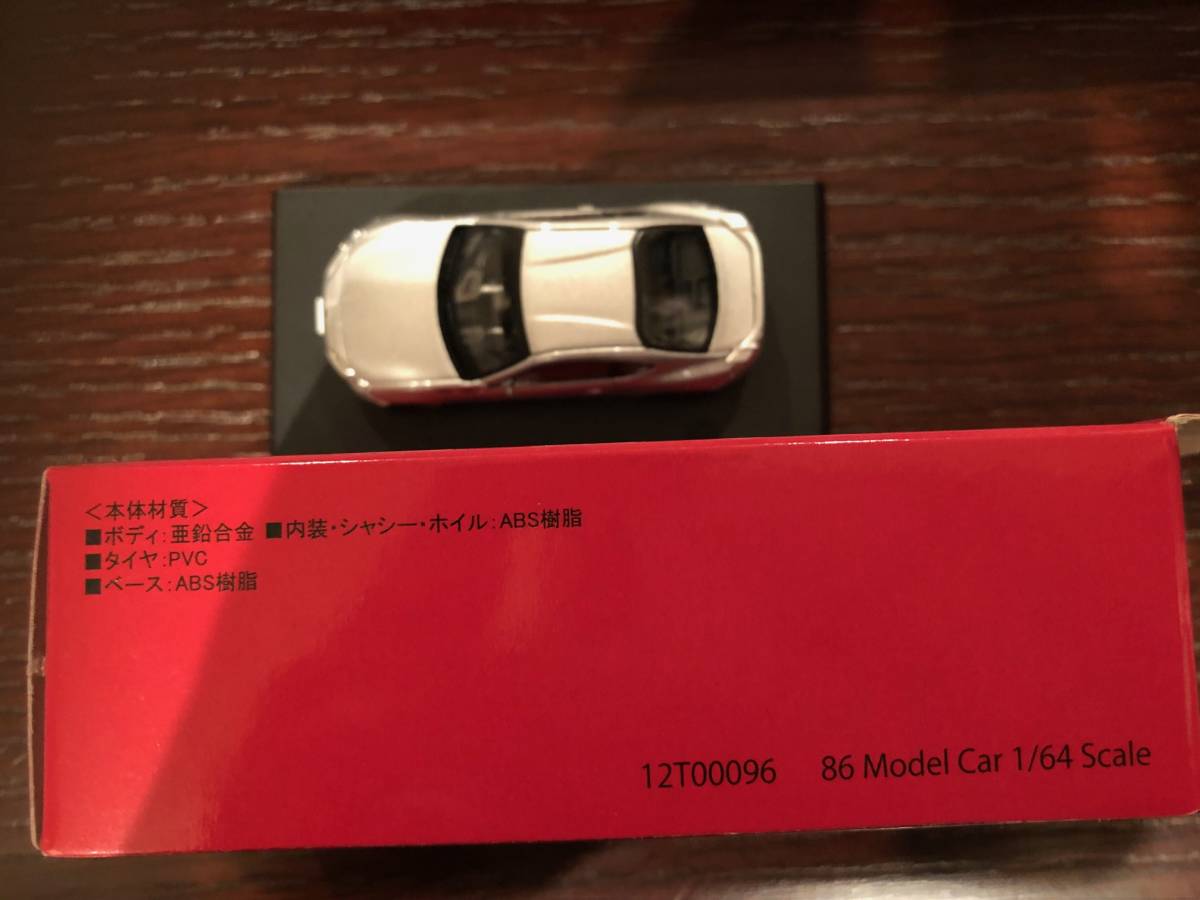 ＜本体材質＞
■ボディ：亜鉛合金 ■内装・シャシー・ホイル：ABS樹脂
■タイヤ：PVC
■ベース：ABS樹脂
12T00096 86 Model Car 1/64 Scale